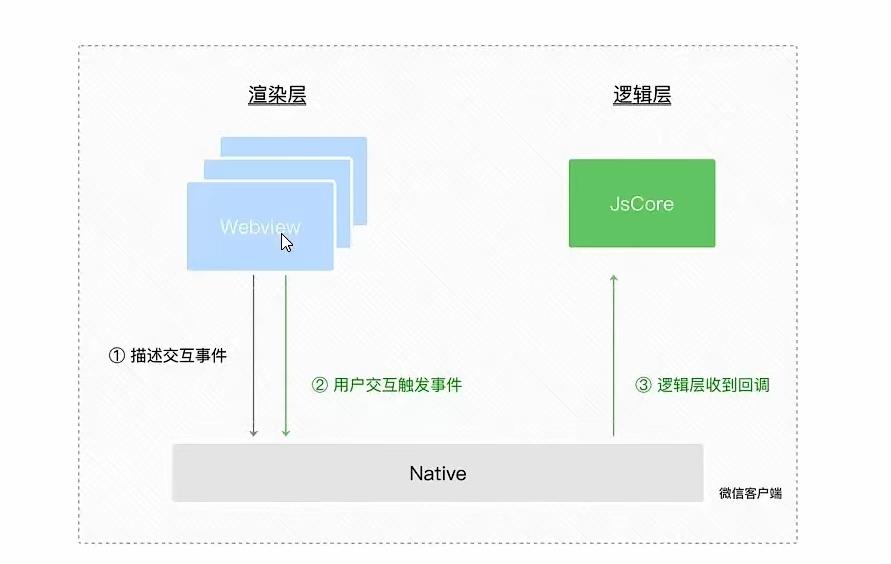 渲染层
逻辑层
Webview
JsCore
① 描述交互事件
② 用户交互触发事件
③ 逻辑层收到回调
Native
微信客户端